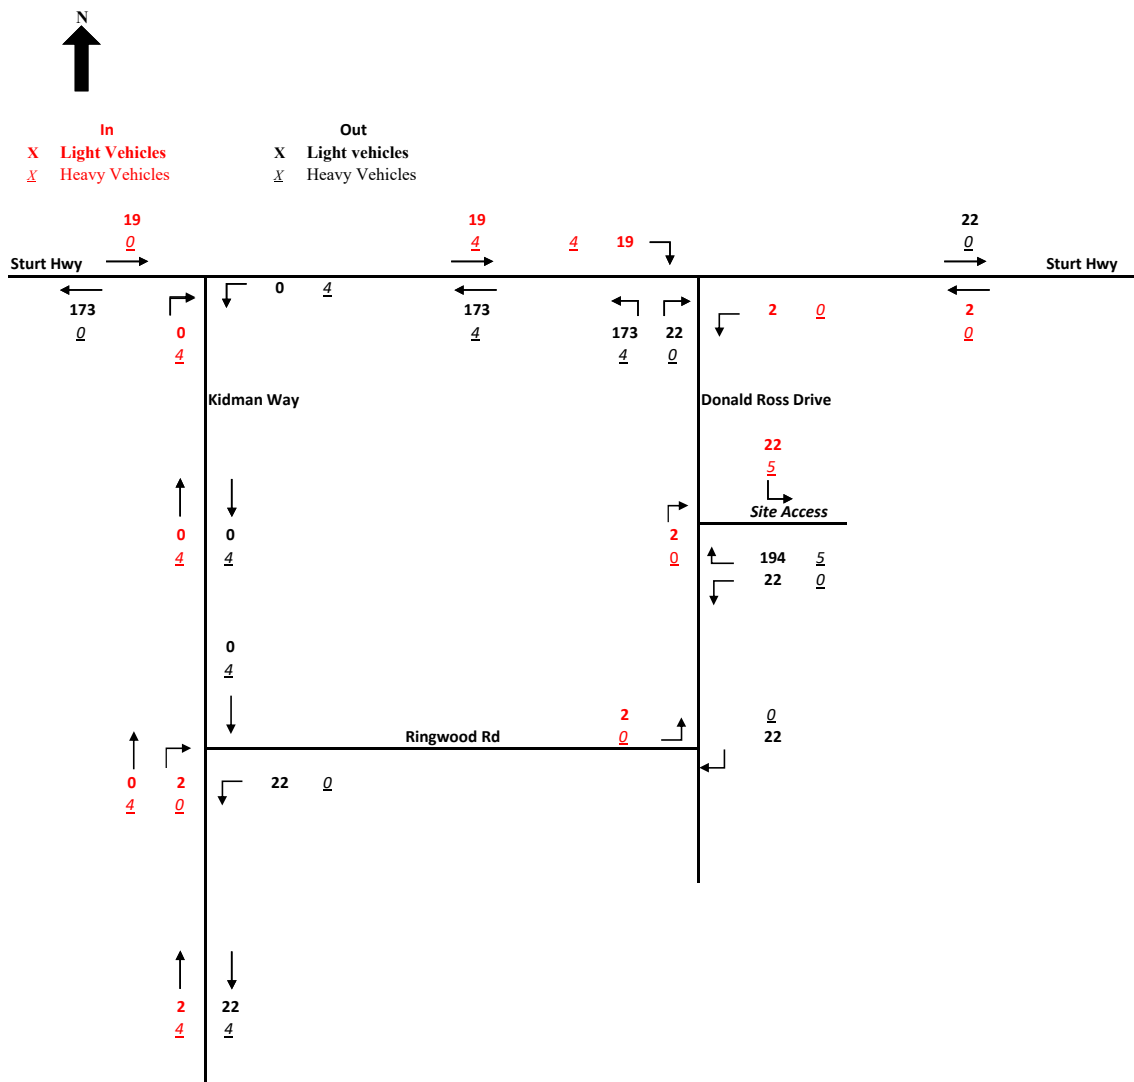 N
In Out
X Light Vehicles X Light vehicles
X Heavy Vehicles X Heavy Vehicles
19 19 22
0 4 4 19 0
Sturt Hwy Sturt Hwy
0 4
173 173 2 0 2
0 0 4 173 22 0
4 4 0
Kidman Way Donald Ross Drive
22
5
Site Access
0 0 2
4 4 0 194 5
22 0
0
4
2 0
Ringwood Rd 0 22
0 2 22 0
4 0
2 22
4 4